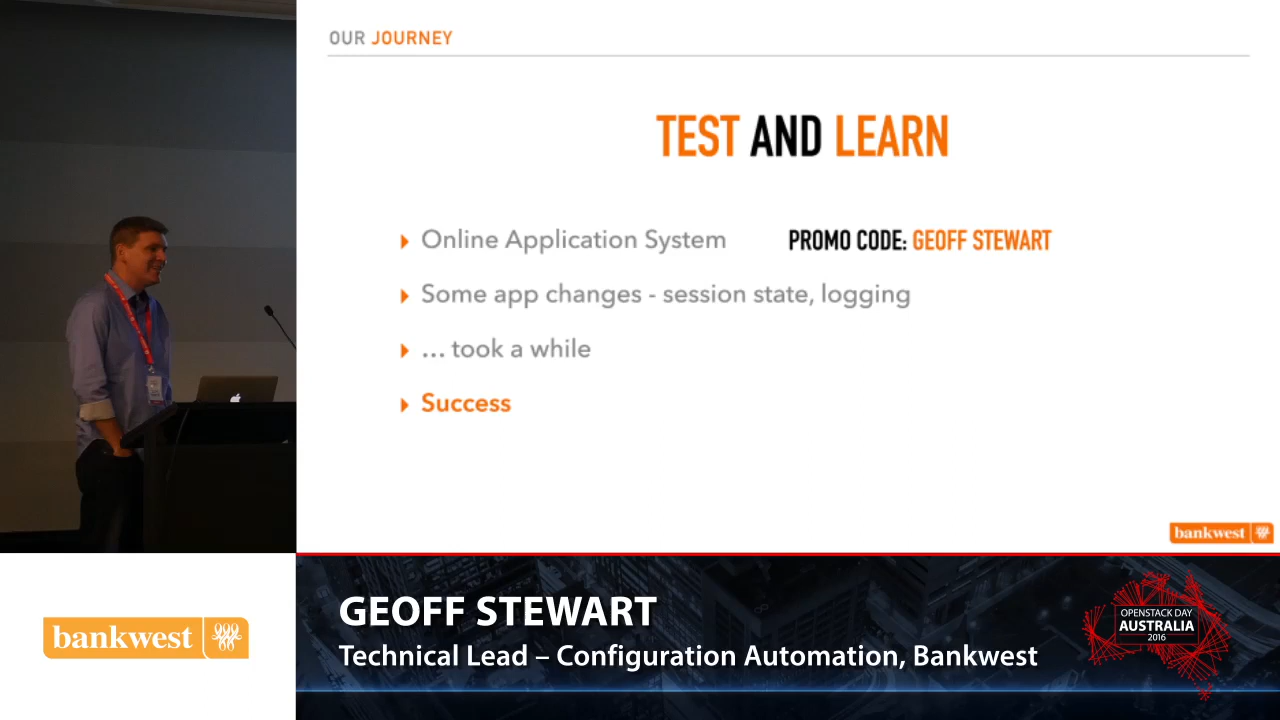 OUR JOURNEY
TEST AND LEARN
Online Application System
PROMO CODE: GEOFF STEWART
Some app changes - session state, logging
... took a while
Success
bankwest
bankwest
GEOFF STEWART
Technical Lead – Configuration Automation, Bankwest
OPENSTACK DAY
AUSTRALIA
2016